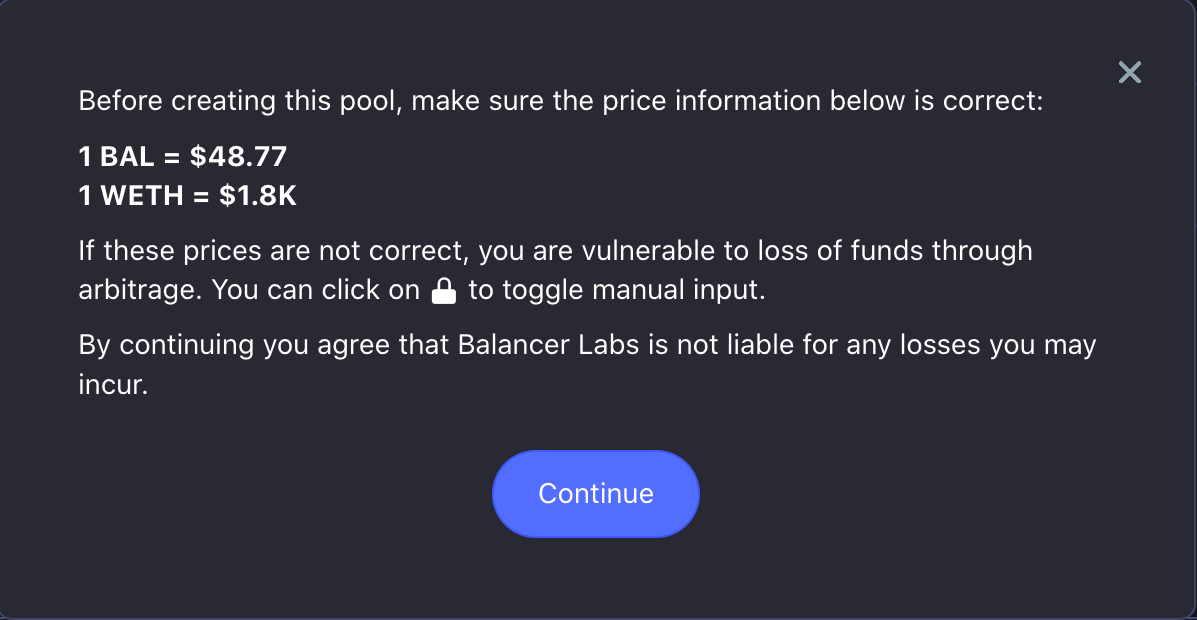 Before creating this pool, make sure the price information below is correct:
1 BAL = $48.77
1 WETH = $1.8K
If these prices are not correct, you are vulnerable to loss of funds through
arbitrage. You can click on to toggle manual input.
By continuing you agree that Balancer Labs is not liable for any losses you may
incur.
Continue